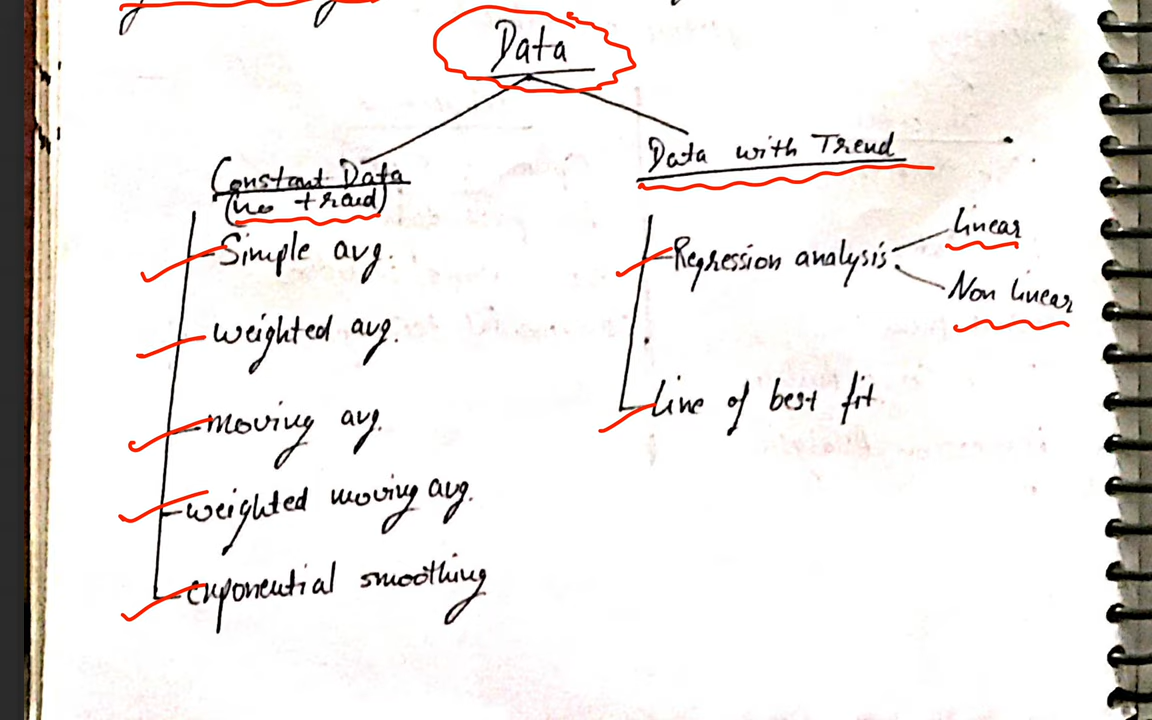 Data
Constant Data
(no trend)
Simple avg.
weighted avg.
moving avg.
weighted moving avg.
exponential smoothing
Data with Trend
Regression analysis
linear
Non linear
line of best fit